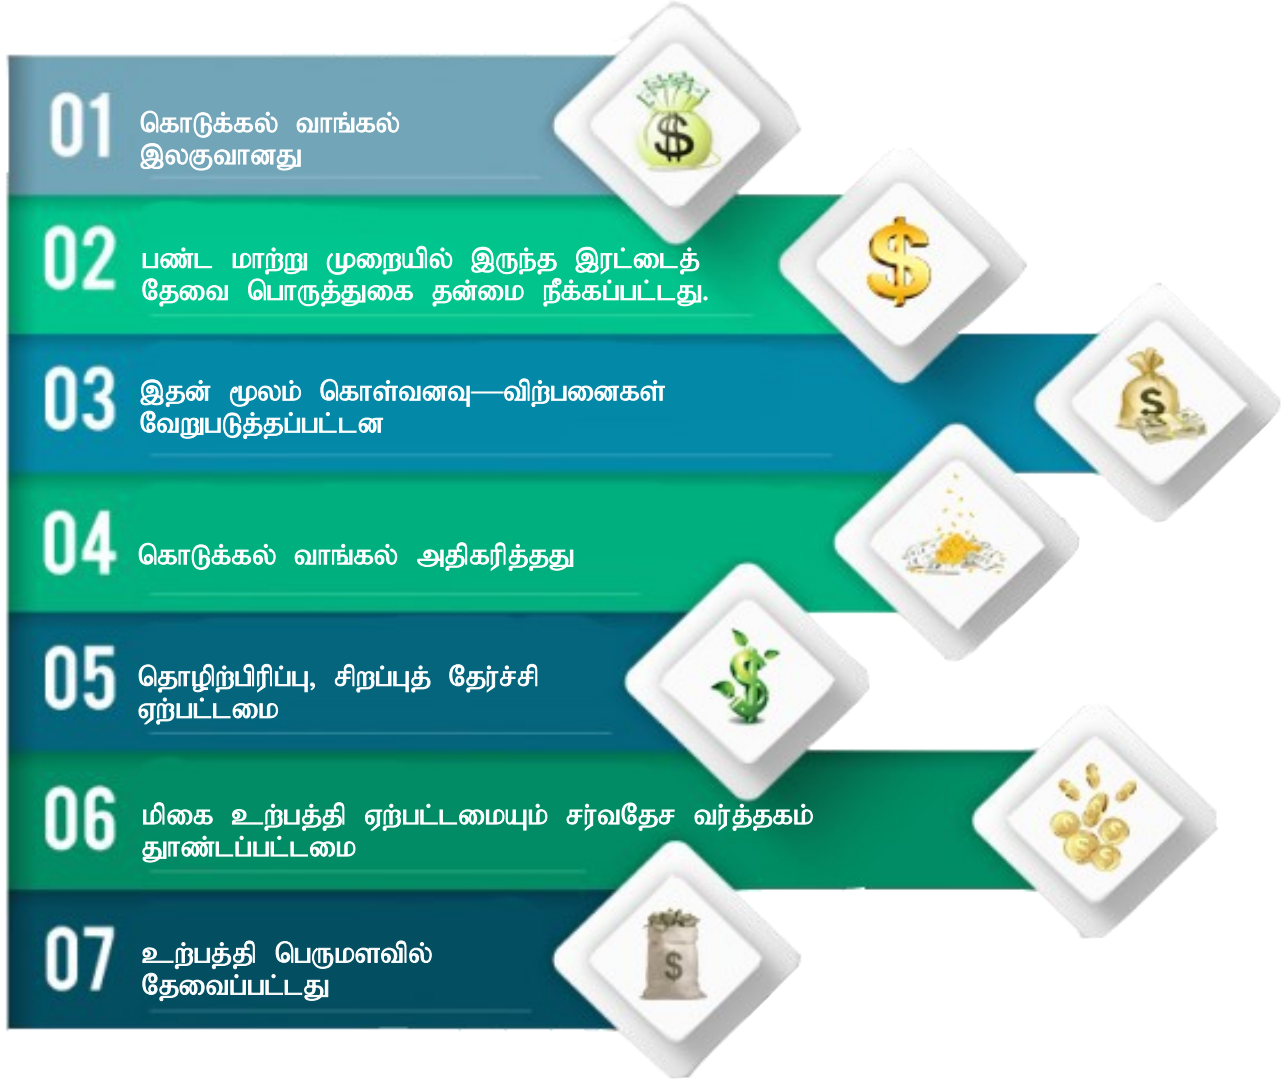 01
கொடுக்கல் வாங்கல்
இலகுவானது
02
பண்ட மாற்று முறையில் இருந்த இரட்டைத்
தேவை பொருத்துகை தன்மை நீக்கப்பட்டது.
03
இதன் மூலம் கொள்வனவு—விற்பனைகள்
வேறுபடுத்தப்பட்டன
04
கொடுக்கல் வாங்கல் அதிகரித்தது
05
தொழிற்பிரிப்பு, சிறப்புத் தேர்ச்சி
ஏற்பட்டமை
06
மிகை உற்பத்தி ஏற்பட்டமையும் சர்வதேச வர்த்தகம்
துாண்டப்பட்டமை
07
உற்பத்தி பெருமளவில்
தேவைப்பட்டது